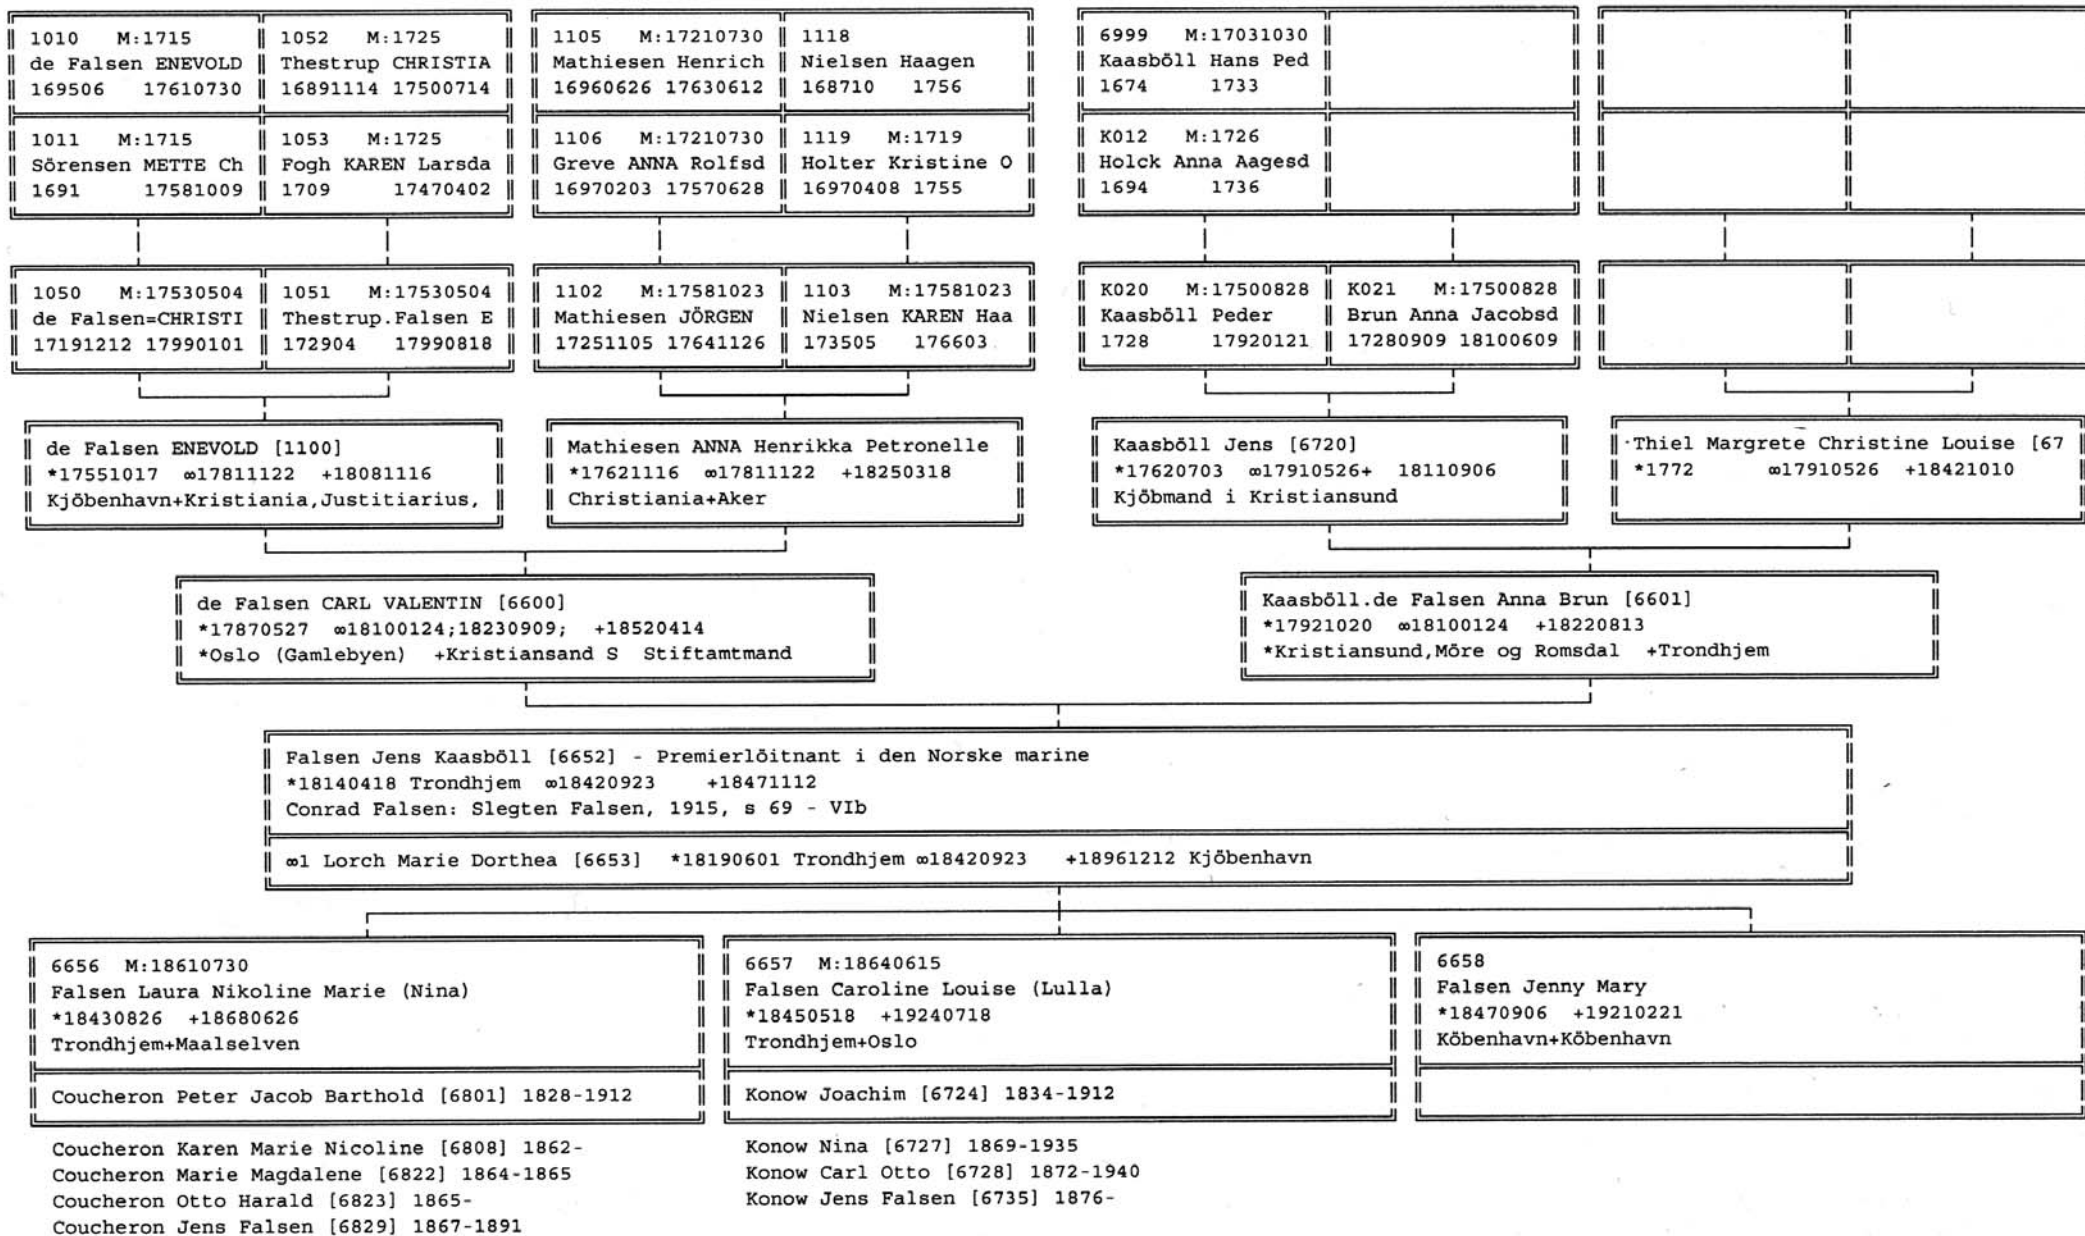 1010 M:1715
de Falsen ENEVOLD
169506 17610730
1052 M:1725
Thestrup CHRISTIA
16891114 17500714
1105 M:17210730
Mathiesen Henrich
16960626 17630612
1118
Nielsen Haagen
168710 1756
6999 M:17031030
Kaasböll Hans Ped
1674 1733
1011 M:1715
Sörensen METTE Ch
1691 17581009
1053 M:1725
Fogh KAREN Larsda
1709 17470402
1106 M:17210730
Greve ANNA Rolfsd
16970203 17570628
1119 M:1719
Holter Kristine O
16970408 1755
K012 M:1726
Holck Anna Aagesd
1694 1736
1050 M:17530504
de Falsen=CHRISTI
17191212 17990101
1051 M:17530504
Thestrup.Falsen E
172904 17990818
1102 M:17581023
Mathiesen JÖRGEN
17251105 17641126
1103 M:17581023
Nielsen KAREN Haa
173505 176603
K020 M:17500828
Kaasböll Peder
1728 17920121
K021 M:17500828
Brun Anna Jacobsd
17280909 18100609
de Falsen ENEVOLD [1100]
*17551017 ∞17811122 +18081116
Kjöbenhavn+Kristiania,Justitiarius,
Mathiesen ANNA Henrikka Petronelle
*17621116 ∞17811122 +18250318
Christiania+Aker
Kaasböll Jens [6720]
*17620703 ∞17910526+ 18110906
Kjöbmand i Kristiansund
Thiel Margrete Christine Louise [67
*1772 ∞17910526 +18421010
de Falsen CARL VALENTIN [6600]
*17870527 ∞18100124;18230909; +18520414
*Oslo (Gamlebyen) +Kristiansand S Stiftamtmand
Kaasböll.de Falsen Anna Brun [6601]
*17921020 ∞18100124 +18220813
*Kristiansund,Möre og Romsdal +Trondhjem
Falsen Jens Kaasböll [6652] - Premierlöitnant i den Norske marine
*18140418 Trondhjem ∞18420923 +18471112
Conrad Falsen: Slegten Falsen, 1915, s 69 - VIb
∞1 Lorch Marie Dorthea [6653] *18190601 Trondhjem ∞18420923 +18961212 Kjöbenhavn
6656 M:18610730
Falsen Laura Nikoline Marie (Nina)
*18430826 +18680626
Trondhjem+Maalselven
Coucheron Peter Jacob Barthold [6801] 1828-1912
Coucheron Karen Marie Nicoline [6808] 1862-
Coucheron Marie Magdalene [6822] 1864-1865
Coucheron Otto Harald [6823] 1865-
Coucheron Jens Falsen [6829] 1867-1891
6657 M:18640615
Falsen Caroline Louise (Lulla)
*18450518 +19240718
Trondhjem+Oslo
Konow Joachim [6724] 1834-1912
Konow Nina [6727] 1869-1935
Konow Carl Otto [6728] 1872-1940
Konow Jens Falsen [6735] 1876-
6658
Falsen Jenny Mary
*18470906 +19210221
Köbenhavn+Köbenhavn